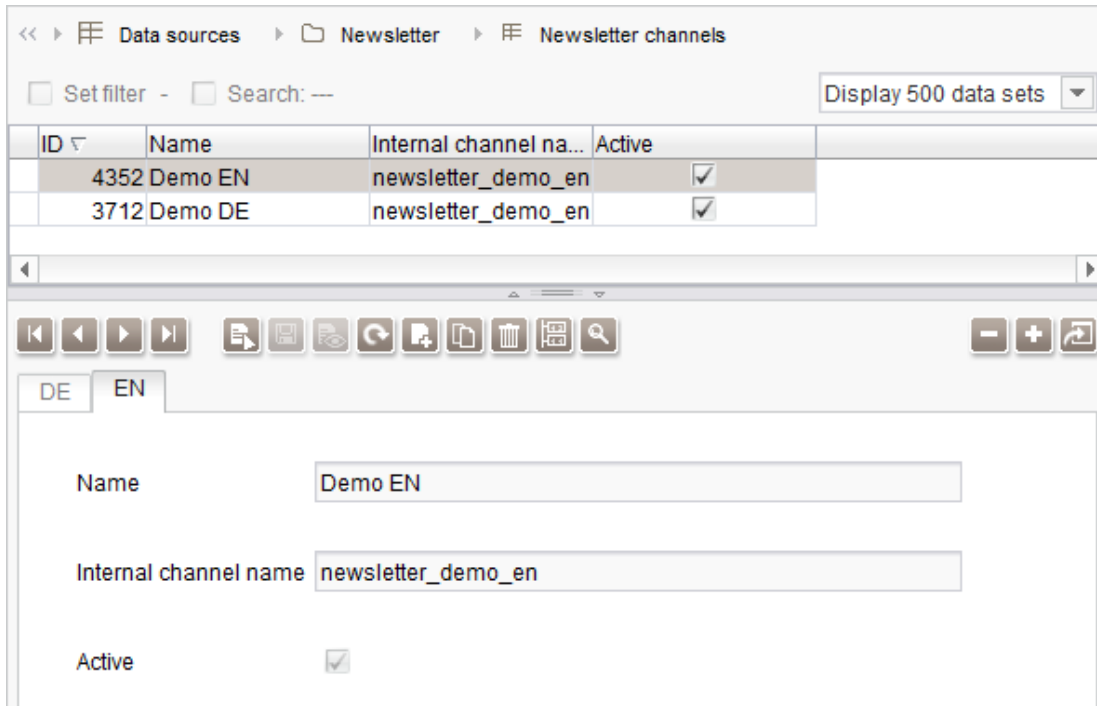 Data sources Newsletter Newsletter channels
Set filter - Search: --- Display 500 data sets
ID Name Internal channel na... Active
4352 Demo EN newsletter_demo_en
3712 Demo DE newsletter_demo_en
DE EN
Name Demo EN
Internal channel name newsletter_demo_en
Active